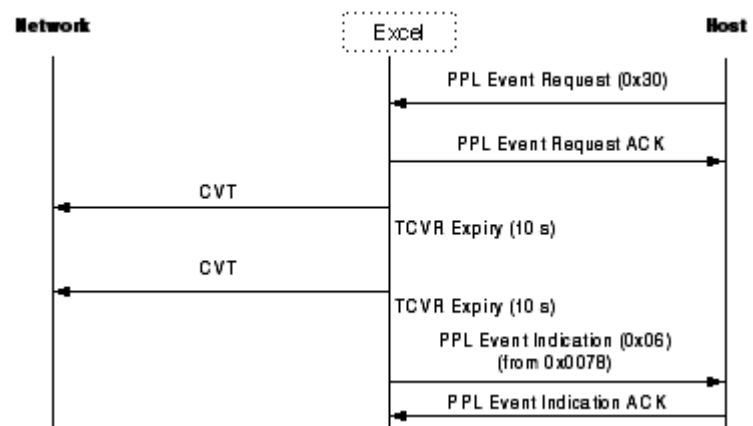 Network
Excel
Host
PPL Event Request (0x30)
PPL Event Request ACK
CVT
TCVR Expiry (10 s)
CVT
TCVR Expiry (10 s)
PPL Event Indication (0x06)
(from 0x0078)
PPL Event Indication ACK